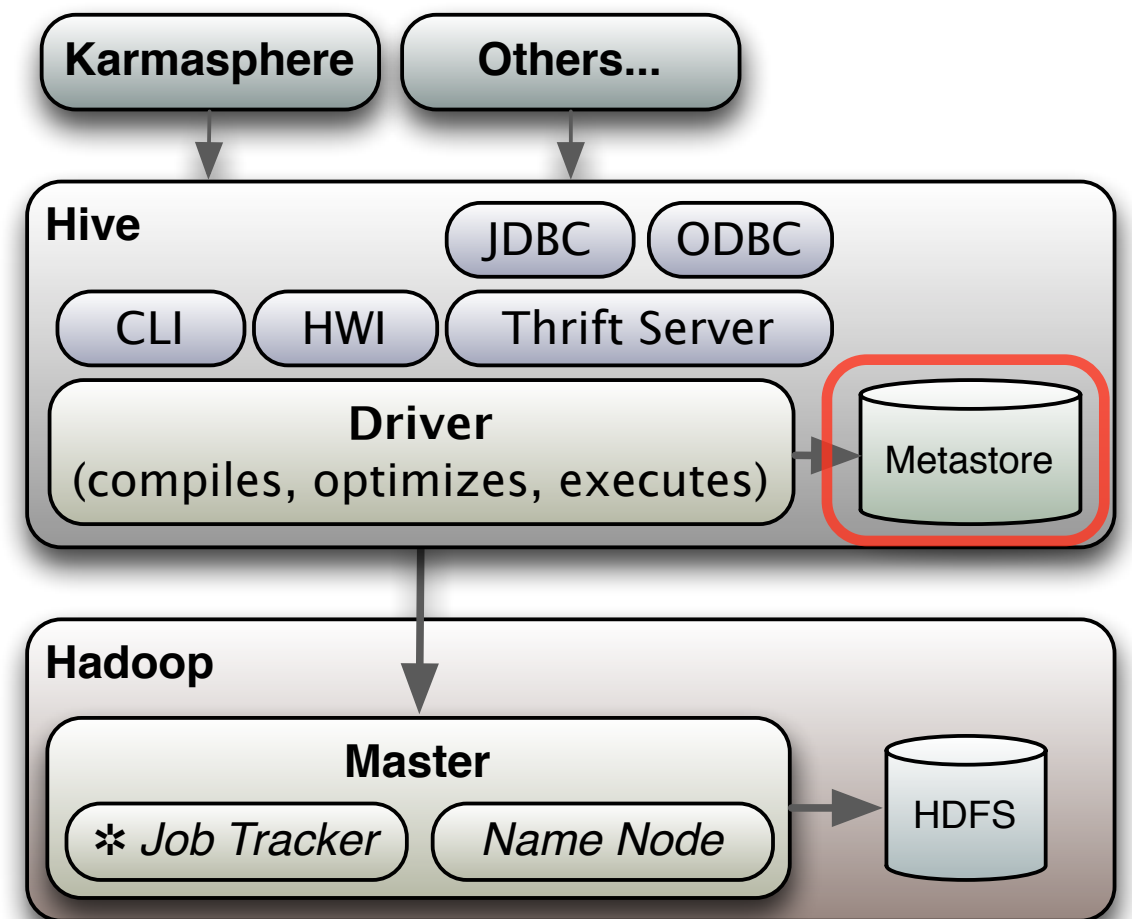 Karmasphere
Others...
Hive
JDBC
ODBC
CLI
HWI
Thrift Server
Driver
(compiles, optimizes, executes)
Metastore
Hadoop
Master
✲ Job Tracker
Name Node
HDFS